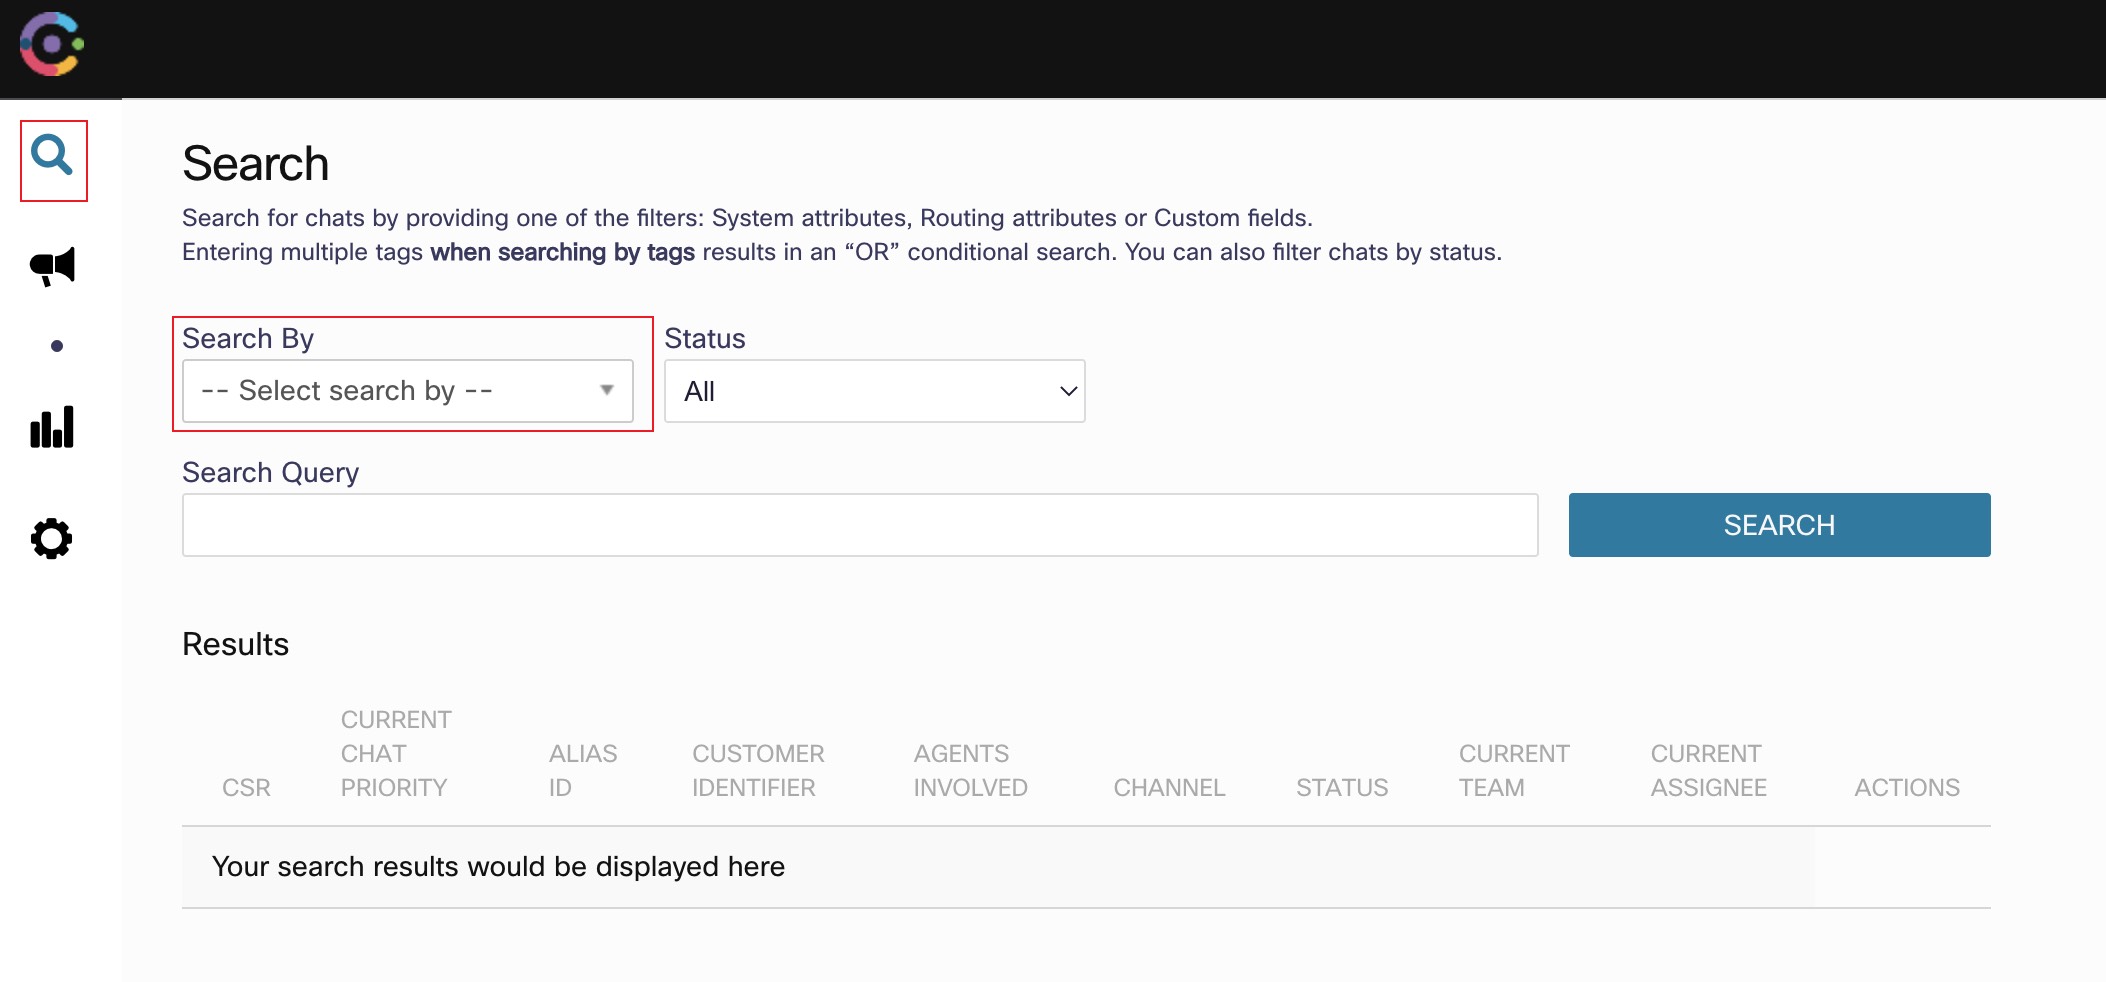 Search
Search for chats by providing one of the filters: System attributes, Routing attributes or Custom fields.
Entering multiple tags when searching by tags results in an “OR” conditional search. You can also filter chats by status.
Search By
Status
-- Select search by --
All
Search Query
SEARCH
Results
CSR
CURRENT
CHAT
PRIORITY
ALIAS
ID
CUSTOMER
IDENTIFIER
AGENTS
INVOLVED
CHANNEL
STATUS
CURRENT
TEAM
CURRENT
ASSIGNEE
ACTIONS
Your search results would be displayed here